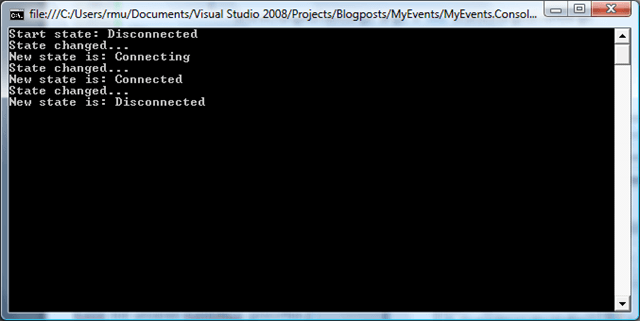 file:///C:/Users/rmu/Documents/Visual Studio 2008/Projects/Blogposts/MyEvents/MyEvents.Consol...
Start state: Disconnected
State changed...
New state is: Connecting
State changed...
New state is: Connected
State changed...
New state is: Disconnected